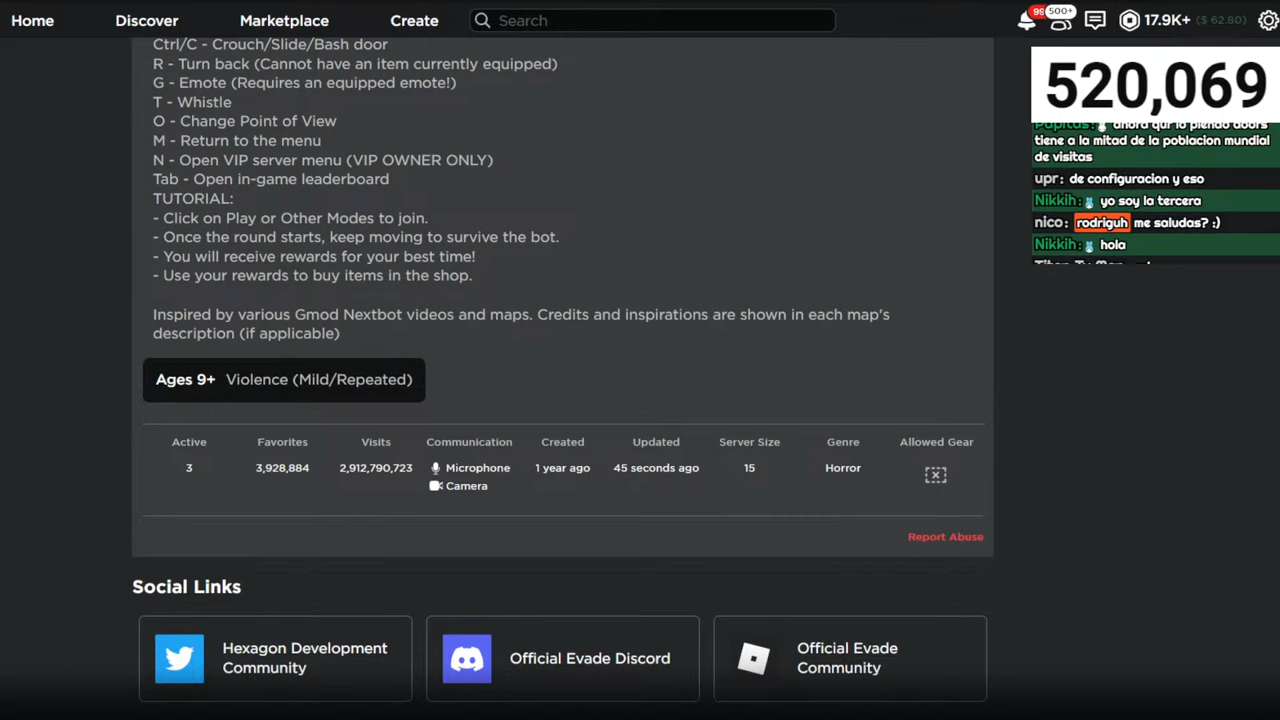 Home Discover Marketplace Create Search 99 500+ 17.9K+ ($ 62.80)
Ctrl/C - Crouch/Slide/Bash door
R - Turn back (Cannot have an item currently equipped)
G - Emote (Requires an equipped emote!)
T - Whistle
O - Change Point of View
M - Return to the menu
N - Open VIP server menu (VIP OWNER ONLY)
Tab - Open in-game leaderboard
TUTORIAL:
- Click on Play or Other Modes to join.
- Once the round starts, keep moving to survive the bot.
- You will receive rewards for your best time!
- Use your rewards to buy items in the shop.
Inspired by various Gmod Nextbot videos and maps. Credits and inspirations are shown in each map's
description (if applicable)
Ages 9+ Violence (Mild/Repeated)
Active Favorites Visits Communication Created Updated Server Size Genre Allowed Gear
3 3,928,884 2,912,790,723 Microphone 1 year ago 45 seconds ago 15 Horror
Camera
Report Abuse
Social Links
Hexagon Development
Community
Official Evade Discord
Official Evade
Community
520,069
Papitas: ahora que lo piendo doors
tiene a la mitad de la poblacion mundial
de visitas
upr: de configuracion y eso
Nikkih: yo soy la tercera
nico: rodriguh me saludas? :)
Nikkih: hola